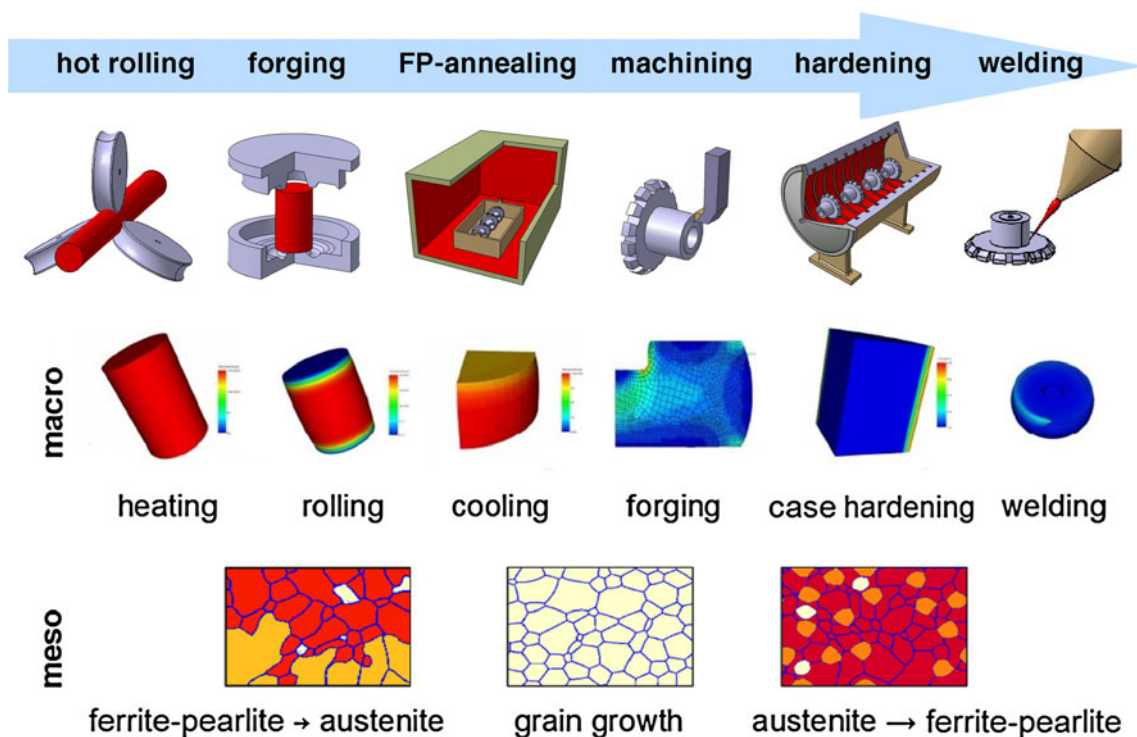 hot rolling forging FP-annealing machining hardening welding
macro
heating rolling cooling forging case hardening welding
meso
ferrite-pearlite → austenite grain growth austenite → ferrite-pearlite